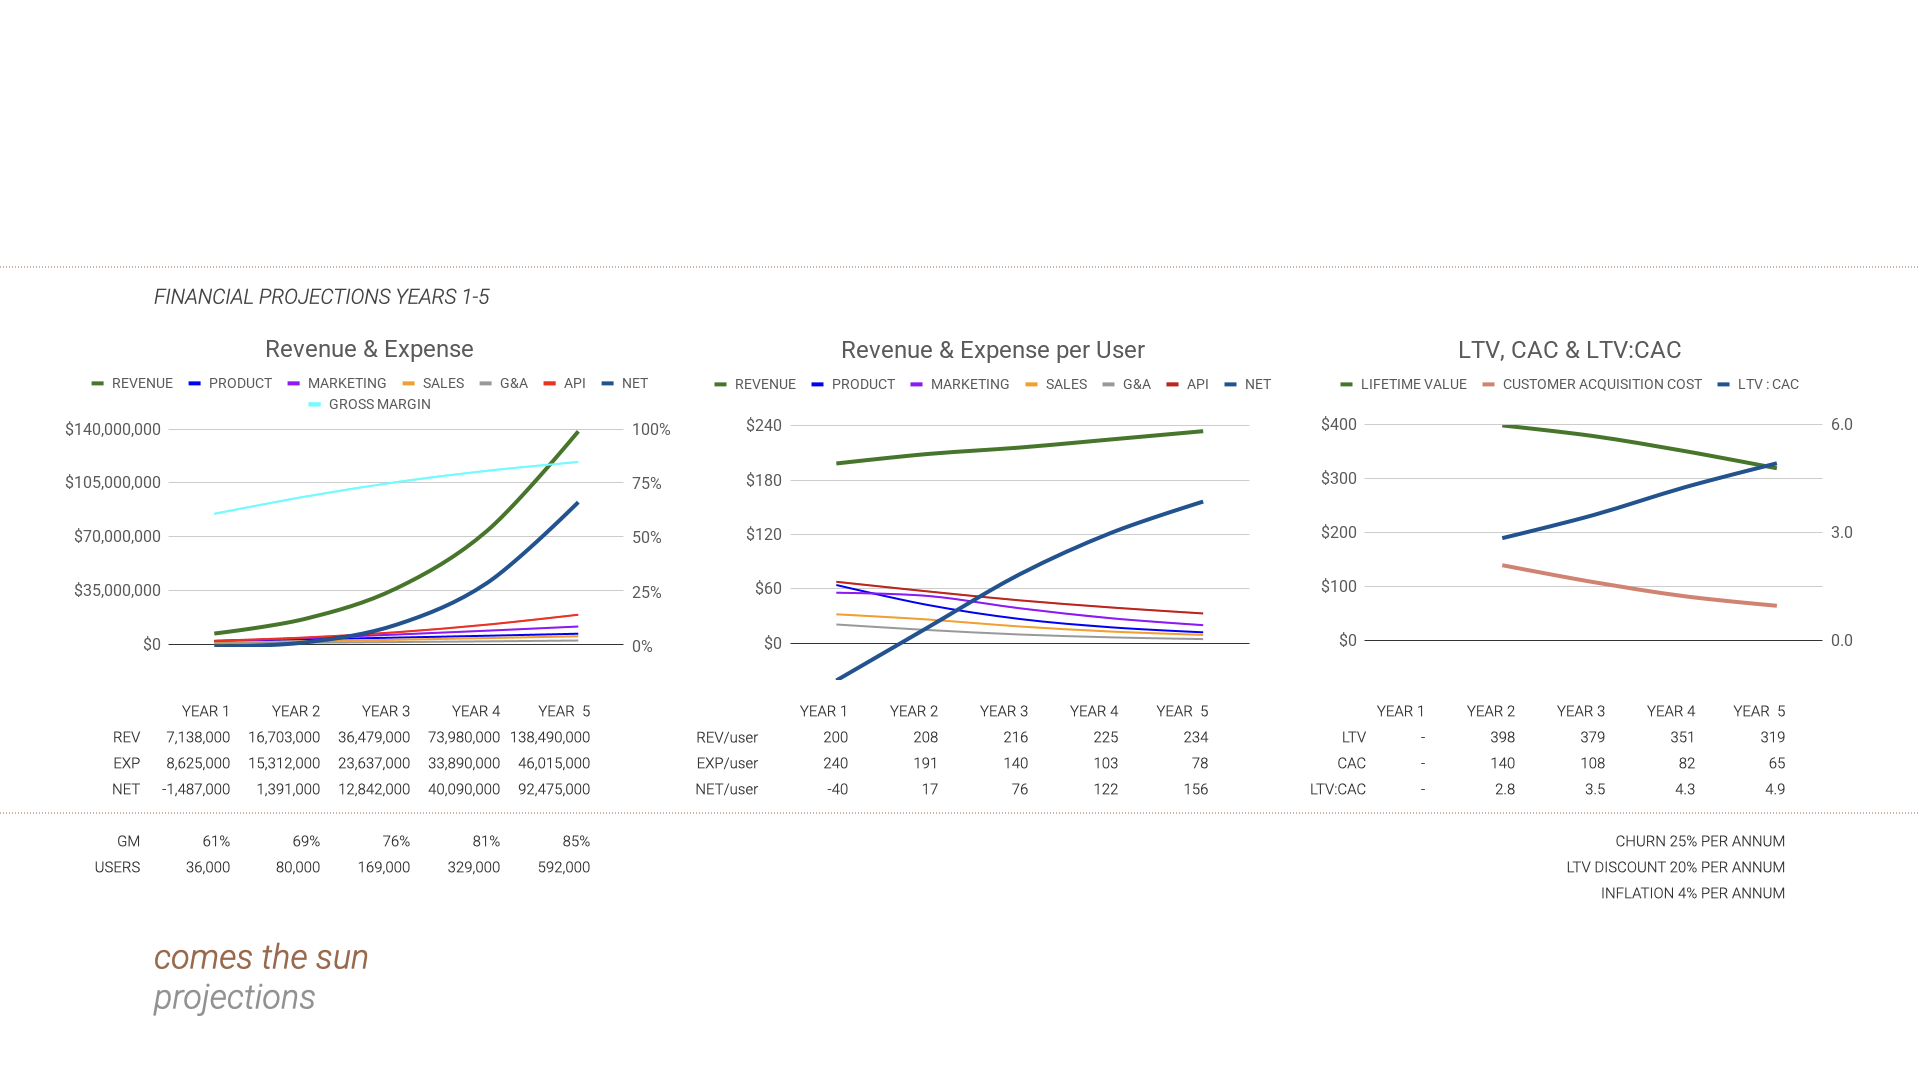 FINANCIAL PROJECTIONS YEARS 1-5
Revenue & Expense
REVENUE PRODUCT MARKETING SALES G&A API NET
GROSS MARGIN
$140,000,000 100%
$105,000,000 75%
$70,000,000 50%
$35,000,000 25%
$0 0%
YEAR 1 YEAR 2 YEAR 3 YEAR 4 YEAR 5
REV 7,138,000 16,703,000 36,479,000 73,980,000 138,490,000
EXP 8,625,000 15,312,000 23,637,000 33,890,000 46,015,000
NET -1,487,000 1,391,000 12,842,000 40,090,000 92,475,000
GM 61% 69% 76% 81% 85%
USERS 36,000 80,000 169,000 329,000 592,000
Revenue & Expense per User
REVENUE PRODUCT MARKETING SALES G&A API NET
$240
$180
$120
$60
$0
YEAR 1 YEAR 2 YEAR 3 YEAR 4 YEAR 5
REV/user 200 208 216 225 234
EXP/user 240 191 140 103 78
NET/user -40 17 76 122 156
LTV, CAC & LTV:CAC
LIFETIME VALUE CUSTOMER ACQUISITION COST LTV : CAC
$400 6.0
$300
$200 3.0
$100
$0 0.0
YEAR 1 YEAR 2 YEAR 3 YEAR 4 YEAR 5
LTV - 398 379 351 319
CAC - 140 108 82 65
LTV:CAC - 2.8 3.5 4.3 4.9
CHURN 25% PER ANNUM
LTV DISCOUNT 20% PER ANNUM
INFLATION 4% PER ANNUM
comes the sun
projections